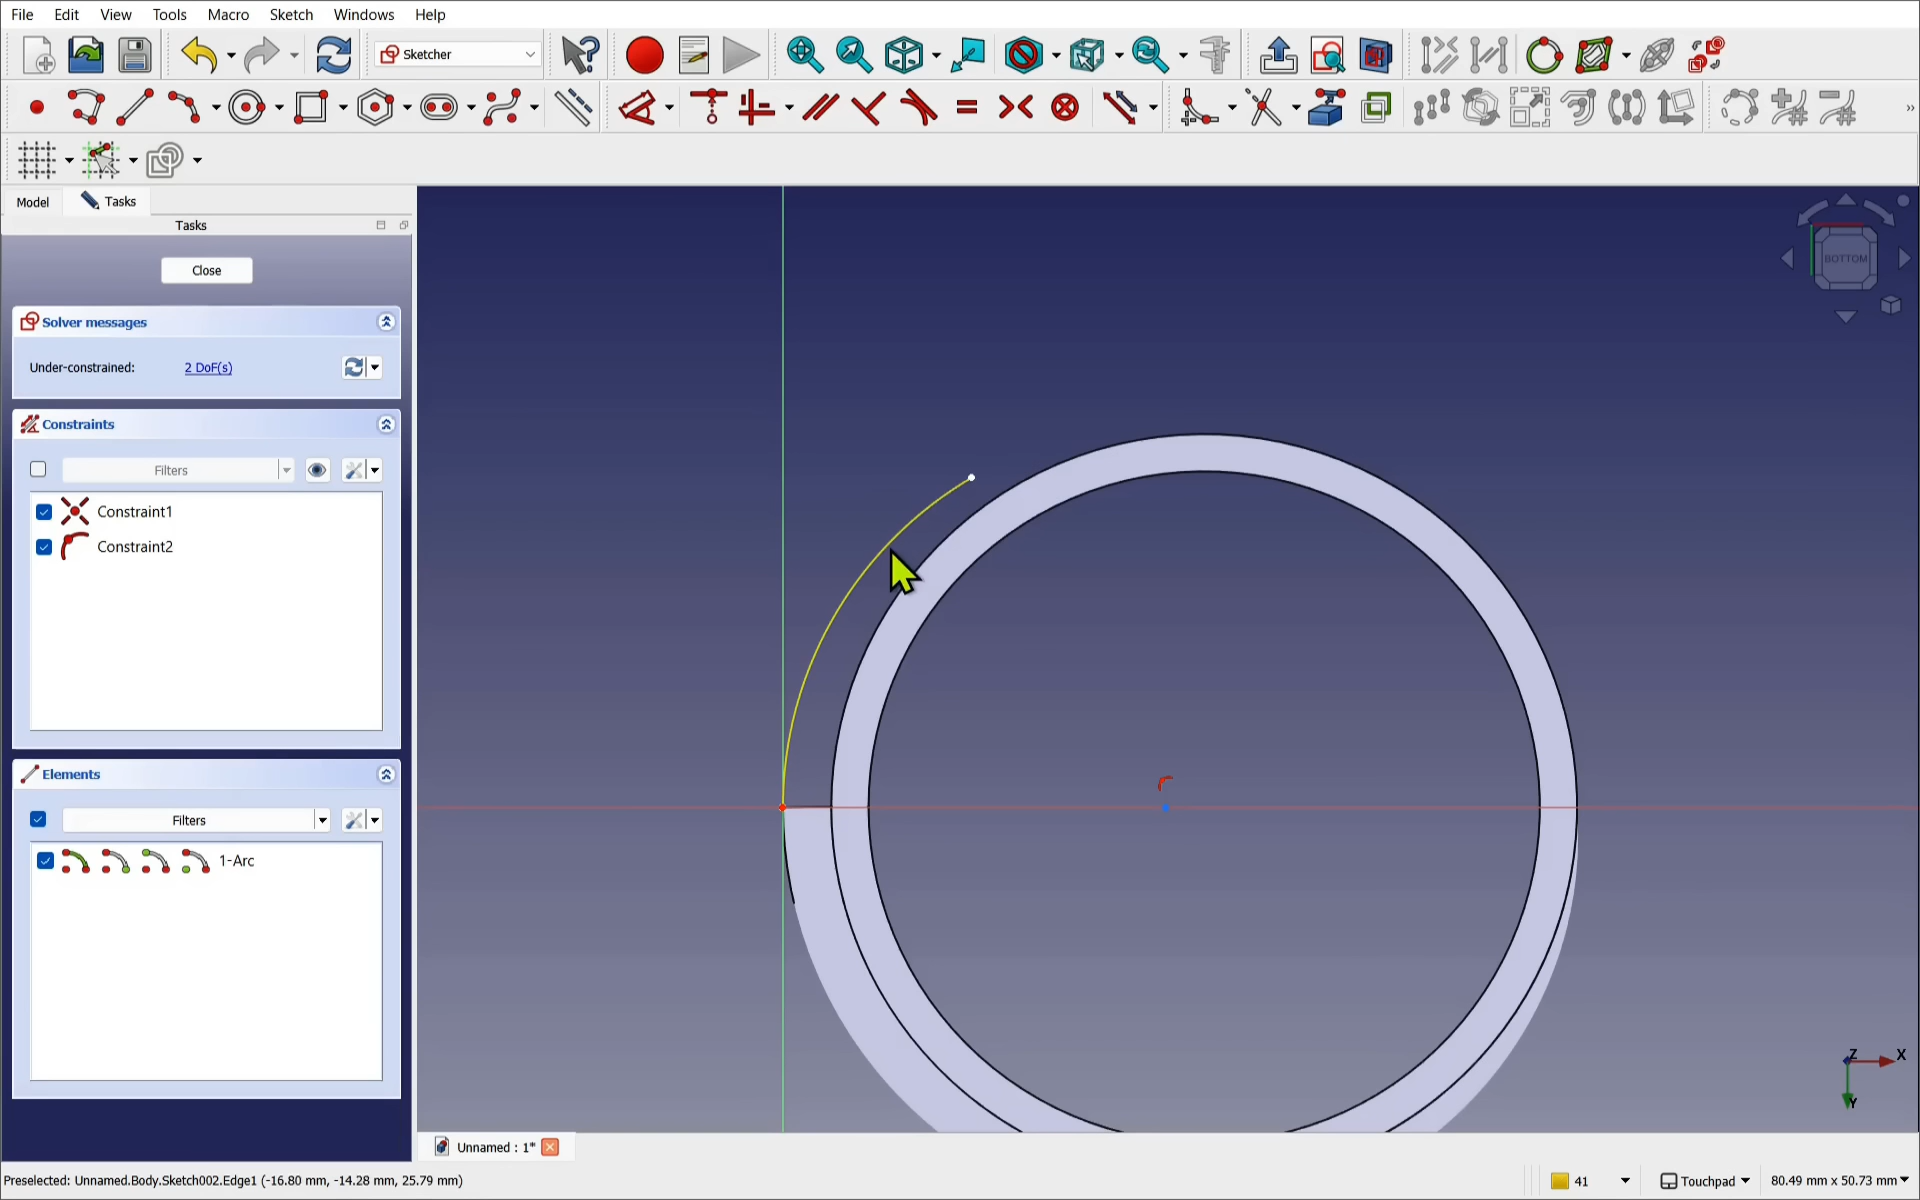 File Edit View Tools Macro Sketch Windows Help
Sketcher
Model Tasks
Tasks
Close
Solver messages
Under-constrained: 2 DoF(s)
Constraints
Filters
Constraint1
Constraint2
Elements
Filters
1-Arc
BOTTOM
Z X
Y
Unnamed : 1*
Preselected: Unnamed.Body.Sketch002.Edge1 (-16.80 mm, -14.28 mm, 25.79 mm) 41 Touchpad 80.49 mm x 50.73 mm